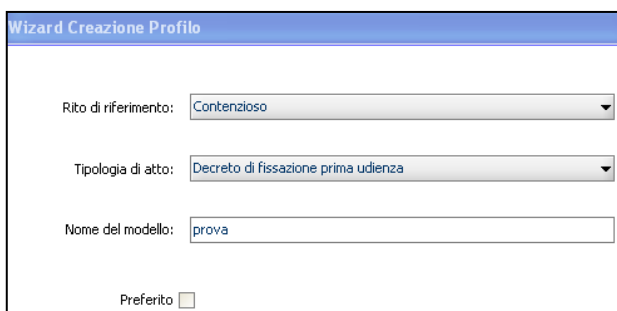 Wizard Creazione Profilo
Rito di riferimento: Contenzioso
Tipologia di atto: Decreto di fissazione prima udienza
Nome del modello: prova
Preferito